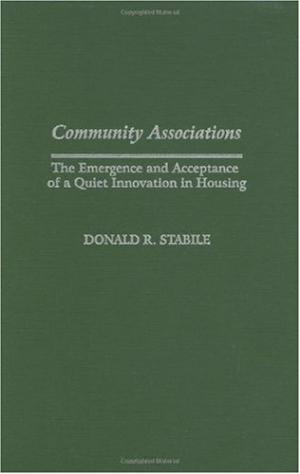 Community Associations
The Emergence and Acceptance
of a Quiet Innovation in Housing
DONALD R. STABILE